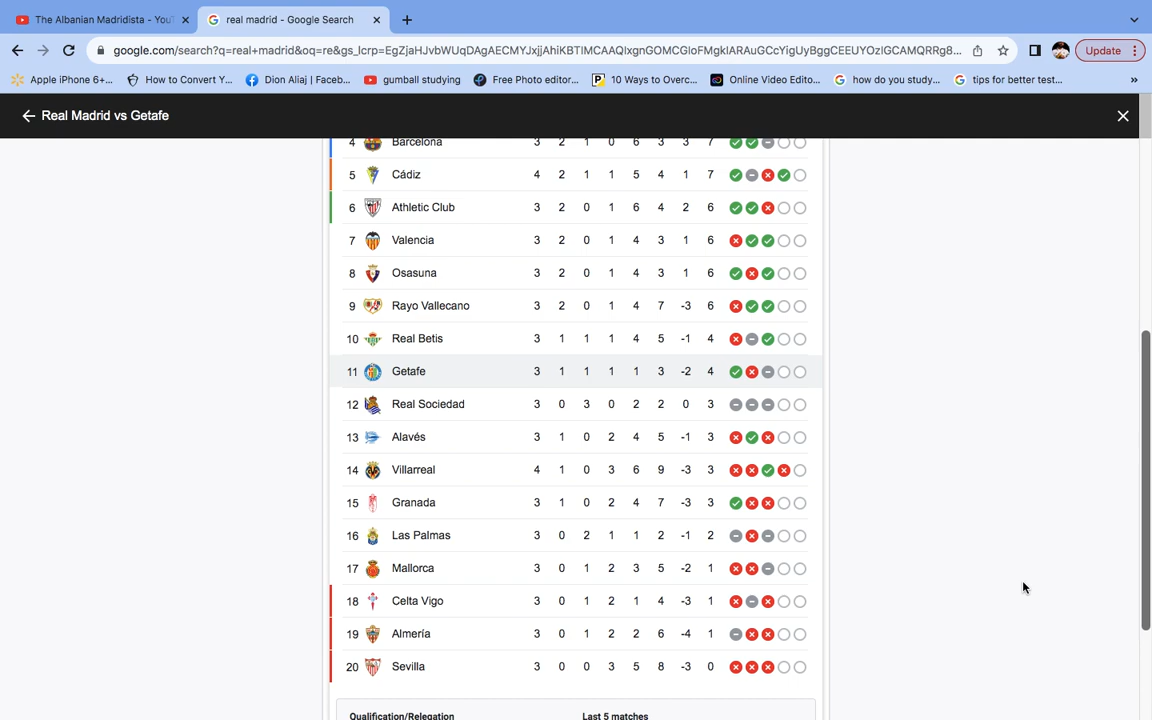 The Albanian Madridista - You
real madrid - Google Search
google.com/search?q=real+madrid&oq=re&gs_lcrp=EgZjaHJvbWUqDAgAECMYJxjjAhiKBTIMCAAQIxgnGOMCGIoFMgkIARAuGCcYigUyBggCEEUYOzIGCAMQRRg8...
Update
Apple iPhone 6+...
How to Convert Y...
Dion Aliaj | Faceb...
gumball studying
Free Photo editor...
10 Ways to Overc...
Online Video Edito...
how do you study...
tips for better test...
Real Madrid vs Getafe
4 Barcelona 3 2 1 0 6 3 3 7
5 Cádiz 4 2 1 1 5 4 1 7
6 Athletic Club 3 2 0 1 6 4 2 6
7 Valencia 3 2 0 1 4 3 1 6
8 Osasuna 3 2 0 1 4 3 1 6
9 Rayo Vallecano 3 2 0 1 4 7 -3 6
10 Real Betis 3 1 1 1 4 5 -1 4
11 Getafe 3 1 1 1 1 3 -2 4
12 Real Sociedad 3 0 3 0 2 2 0 3
13 Alavés 3 1 0 2 4 5 -1 3
14 Villarreal 4 1 0 3 6 9 -3 3
15 Granada 3 1 0 2 4 7 -3 3
16 Las Palmas 3 0 2 1 1 2 -1 2
17 Mallorca 3 0 1 2 3 5 -2 1
18 Celta Vigo 3 0 1 2 1 4 -3 1
19 Almería 3 0 1 2 2 6 -4 1
20 Sevilla 3 0 0 3 5 8 -3 0
Qualification/Relegation
Last 5 matches